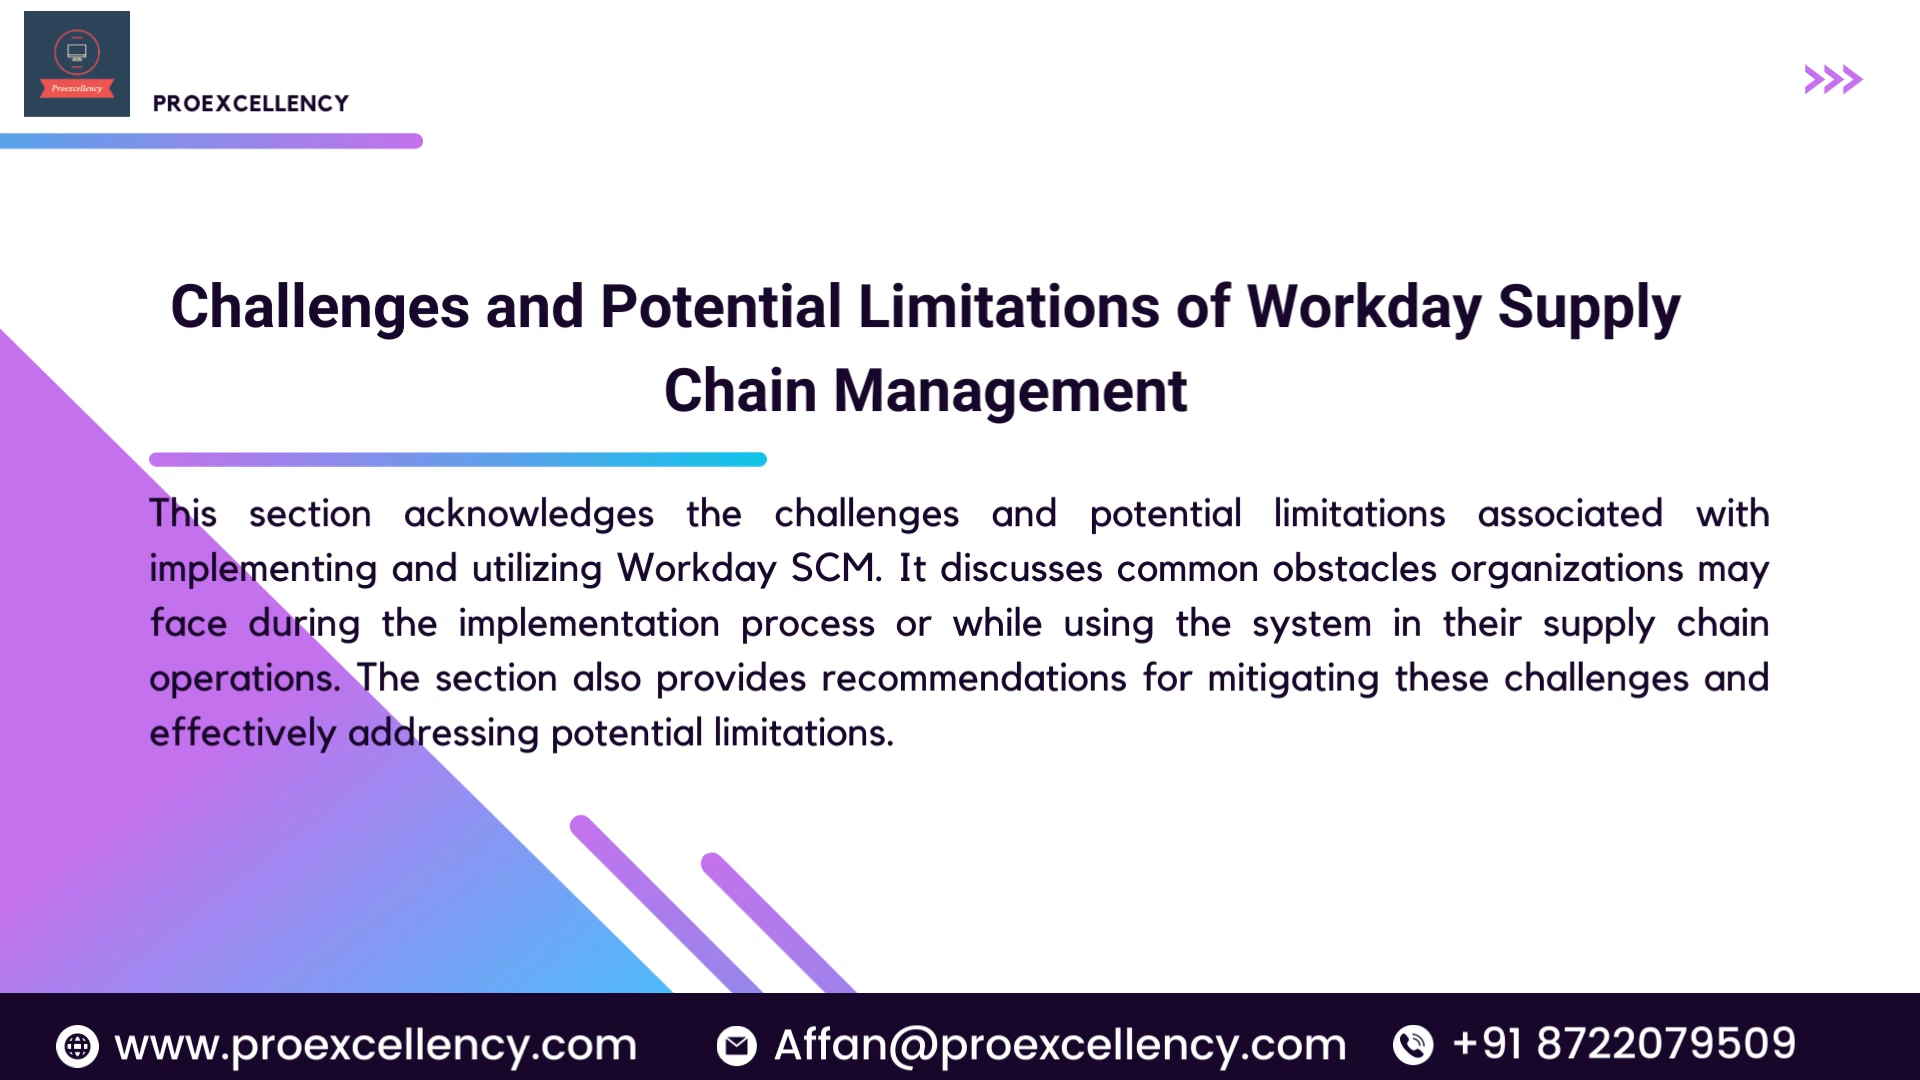 Proexcellency
PROEXCELLENCY
Challenges and Potential Limitations of Workday Supply
Chain Management
This section acknowledges the challenges and potential limitations associated with
implementing and utilizing Workday SCM. It discusses common obstacles organizations may
face during the implementation process or while using the system in their supply chain
operations. The section also provides recommendations for mitigating these challenges and
effectively addressing potential limitations.
www.proexcellency.com
Affan@proexcellency.com
+91 8722079509